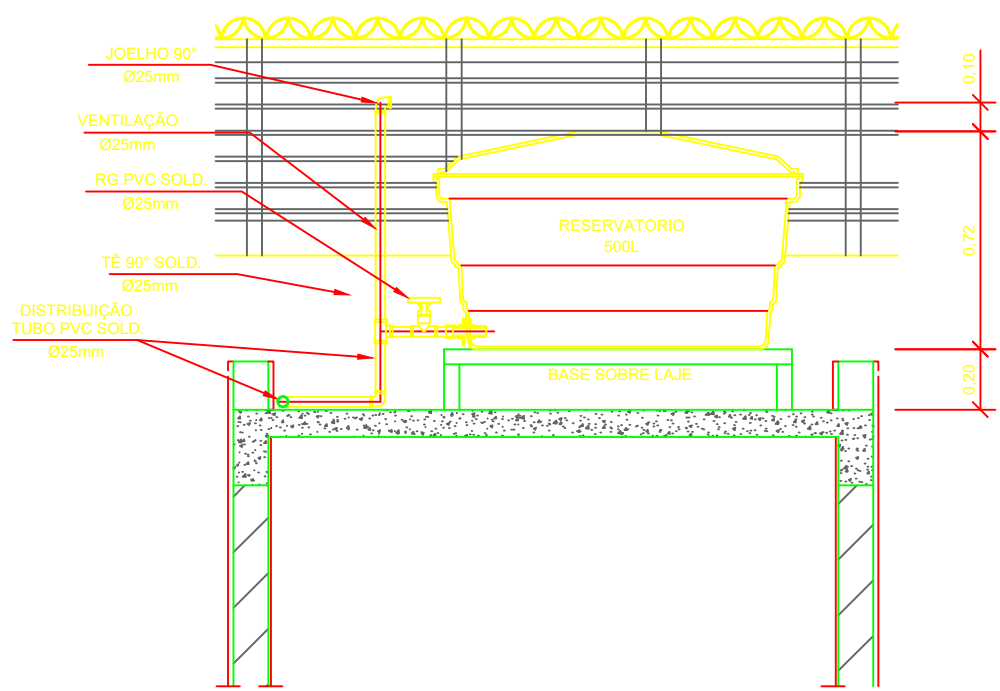 JOELHO 90°
Ø25mm
VENTILAÇÃO
Ø25mm
RG PVC SOLD.
Ø25mm
TÊ 90° SOLD.
Ø25mm
DISTRIBUIÇÃO
TUBO PVC SOLD.
Ø25mm
RESERVATORIO
500L
BASE SOBRE LAJE
0,10
0,72
0,20